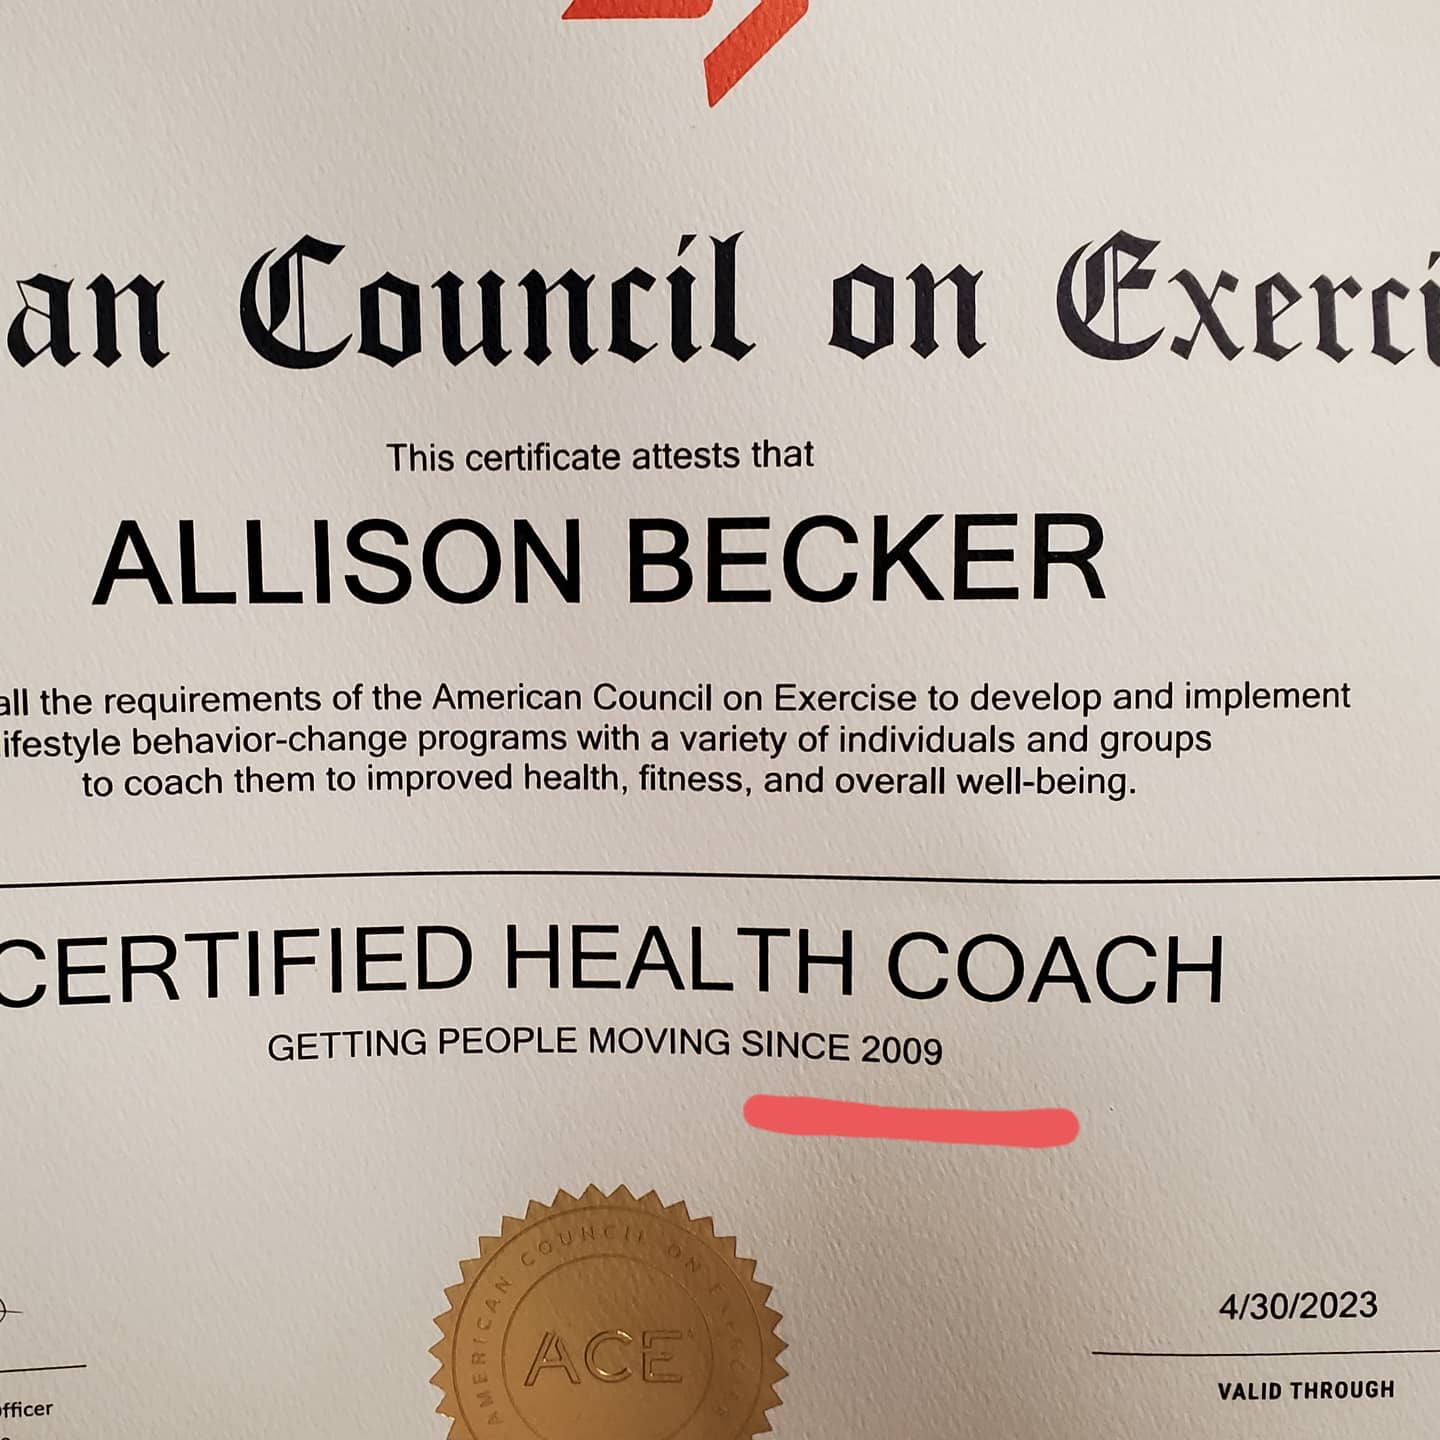 an Council on Exerci
This certificate attests that
ALLISON BECKER
all the requirements of the American Council on Exercise to develop and implement
ifestyle behavior-change programs with a variety of individuals and groups
to coach them to improved health, fitness, and overall well-being.
CERTIFIED HEALTH COACH
GETTING PEOPLE MOVING SINCE 2009
AMERICAN COUNCIL ON EXERC
ACE
4/30/2023
VALID THROUGH
fficer